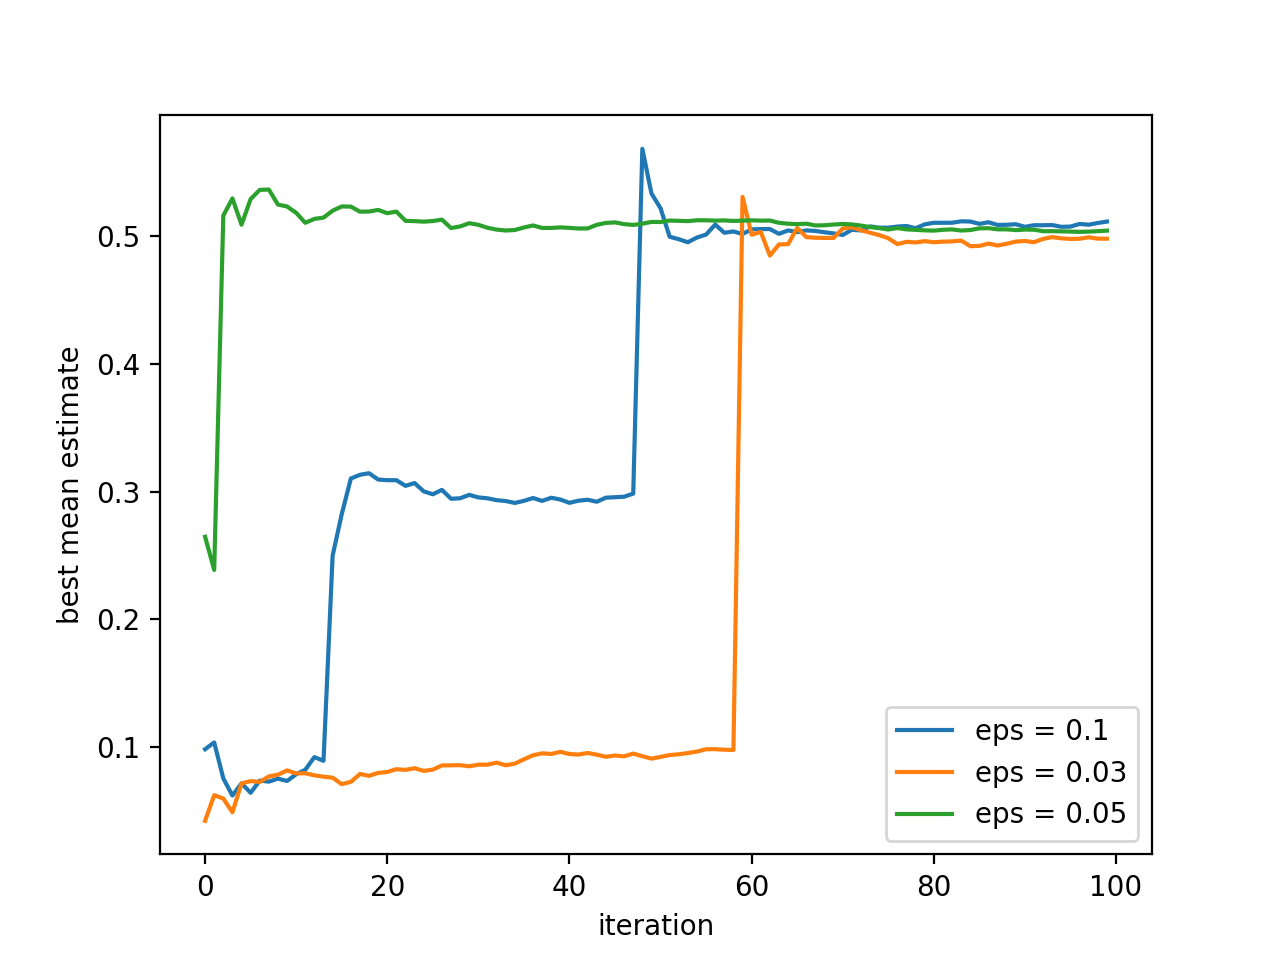 best mean estimate
0.5
0.4
0.3
0.2
0.1
0 20 40 60 80 100
iteration
eps = 0.1
eps = 0.03
eps = 0.05